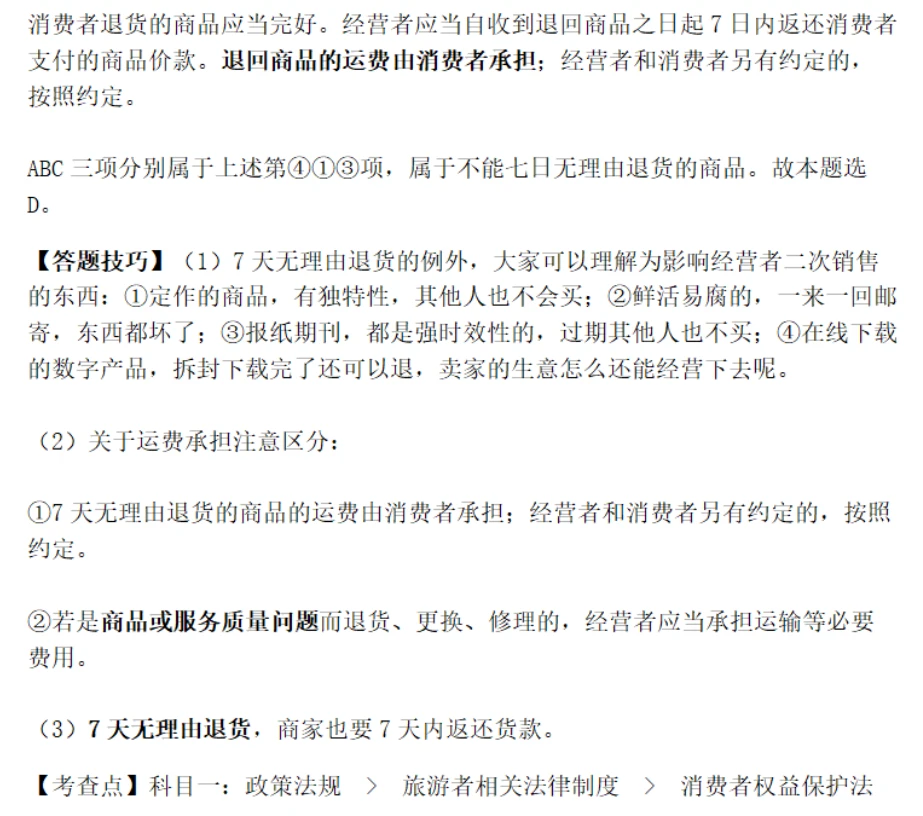 消费者退货的商品应当完好。经营者应当自收到退回商品之日起 7 日内返还消费者
支付的商品价款。退回商品的运费由消费者承担；经营者和消费者另有约定的，
按照约定。
ABC 三项分别属于上述第④①③项，属于不能七日无理由退货的商品。故本题选
D。
【答题技巧】（1）7 天无理由退货的例外，大家可以理解为影响经营者二次销售
的东西：①定作的商品，有独特性，其他人也不会买；②鲜活易腐的，一来一回邮
寄，东西都坏了；③报纸期刊，都是强时效性的，过期其他人也不买；④在线下载
的数字产品，拆封下载完了还可以退，卖家的生意怎么还能经营下去呢。
（2）关于运费承担注意区分：
①7 天无理由退货的商品的运费由消费者承担；经营者和消费者另有约定的，按照
约定。
②若是商品或服务质量问题而退货、更换、修理的，经营者应当承担运输等必要
费用。
（3）7 天无理由退货，商家也要 7 天内返还货款。
【考查点】科目一：政策法规 > 旅游者相关法律制度 > 消费者权益保护法